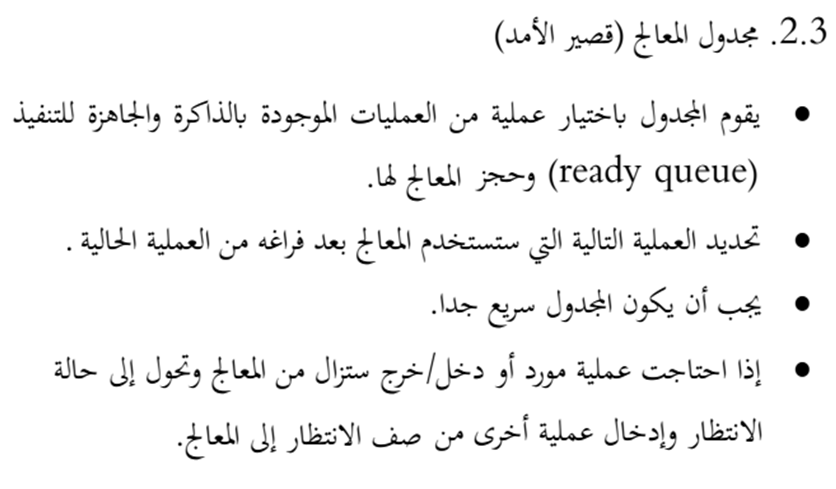 2.3. مجدول المعالج (قصير الأمد)
• يقوم المجدول باختيار عملية من العمليات الموجودة بالذاكرة والجاهزة للتنفيذ
(ready queue) وحجز المعالج لها.
• تحديد العملية التالية التي ستستخدم المعالج بعد فراغه من العملية الحالية .
• يجب أن يكون المجدول سريع جدا.
• إذا احتاجت عملية مورد أو دخل/خرج ستزال من المعالج وتحول إلى حالة
الانتظار وإدخال عملية أخرى من صف الانتظار إلى المعالج.